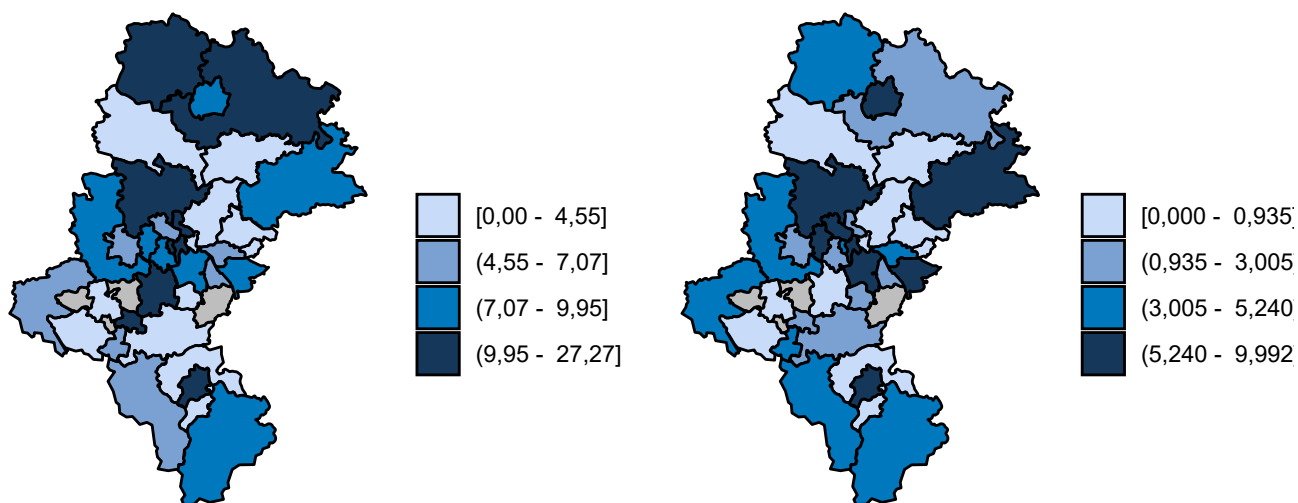 [0,00 - 4,55]
(4,55 - 7,07]
(7,07 - 9,95]
(9,95 - 27,27]
[0,000 - 0,935]
(0,935 - 3,005]
(3,005 - 5,240]
(5,240 - 9,992]